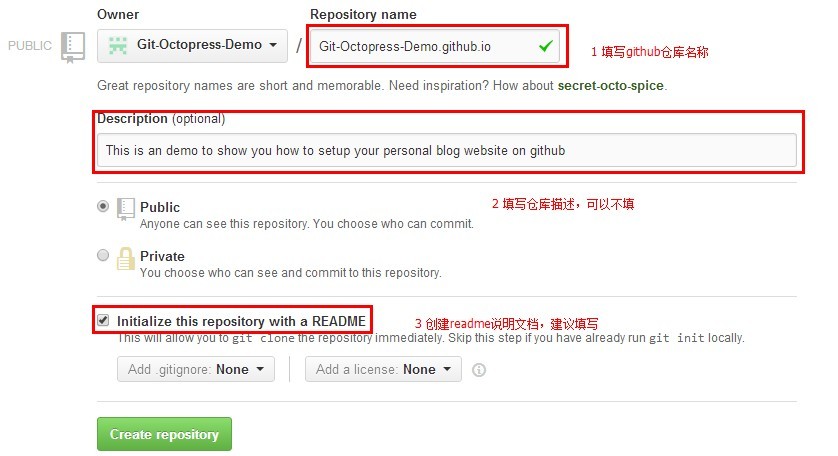 Owner Repository name
PUBLIC Git-Octopress-Demo / Git-Octopress-Demo.github.io 1 填写github仓库名称
Great repository names are short and memorable. Need inspiration? How about secret-octo-spice.
Description (optional)
This is an demo to show you how to setup your personal blog website on github
Public 2 填写仓库描述，可以不填
Anyone can see this repository. You choose who can commit.
Private
You choose who can see and commit to this repository.
Initialize this repository with a README 3 创建readme说明文档，建议填写
This will allow you to git clone the repository immediately. Skip this step if you have already run git init locally.
Add .gitignore: None Add a license: None
Create repository